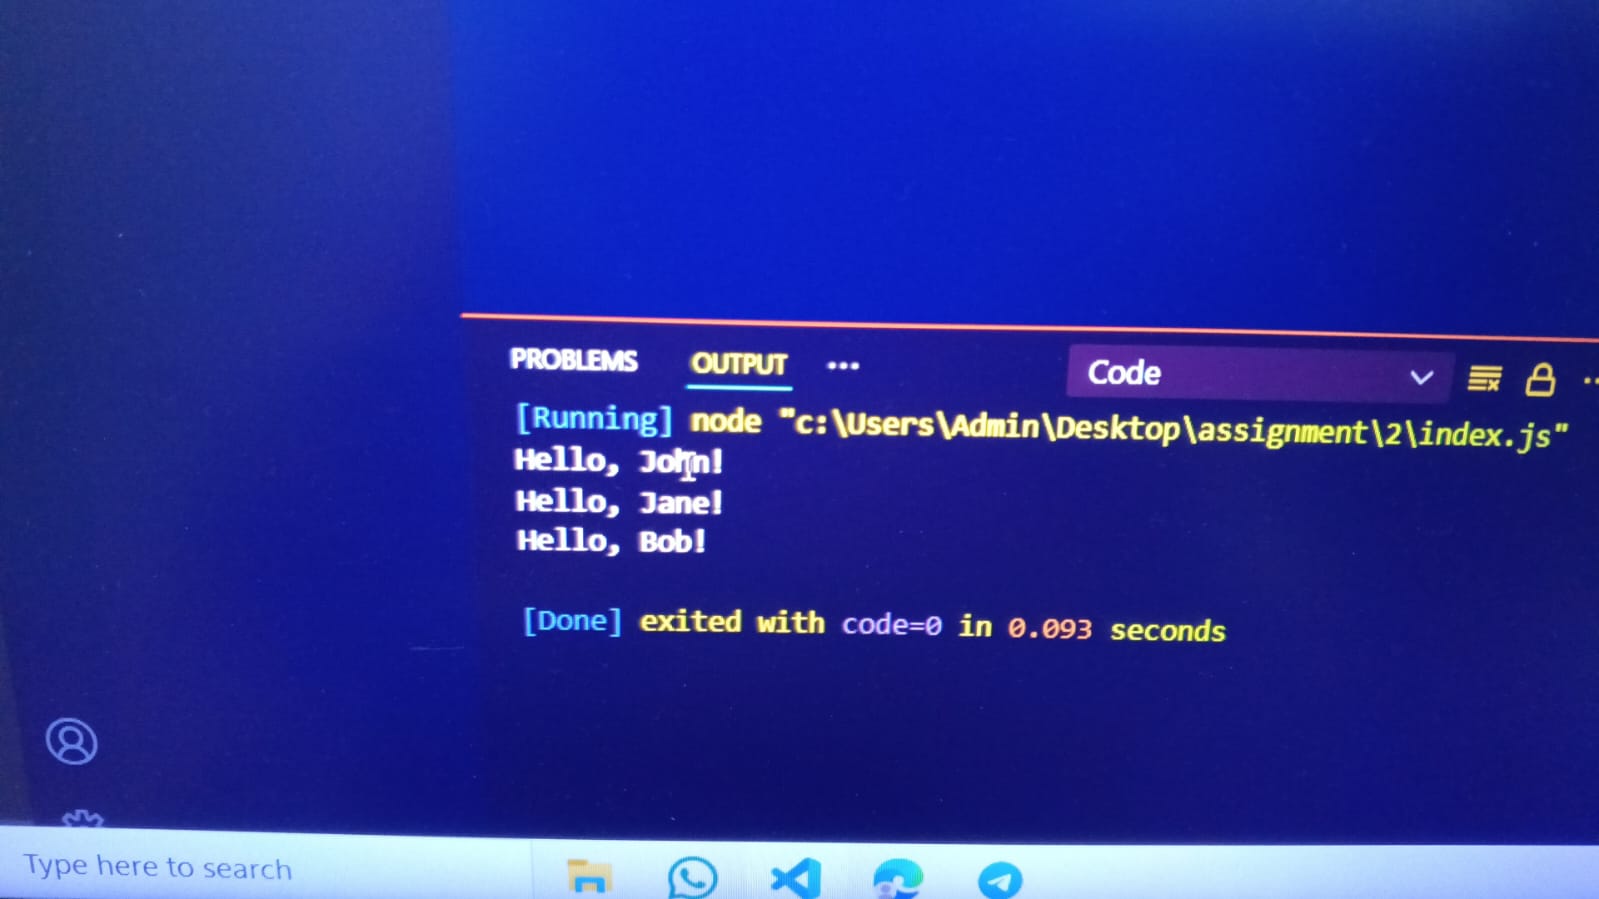 PROBLEMS OUTPUT ··· Code
[Running] node "c:\Users\Admin\Desktop\assignment\2\index.js"
Hello, John!
Hello, Jane!
Hello, Bob!
[Done] exited with code=0 in 0.093 seconds
Type here to search